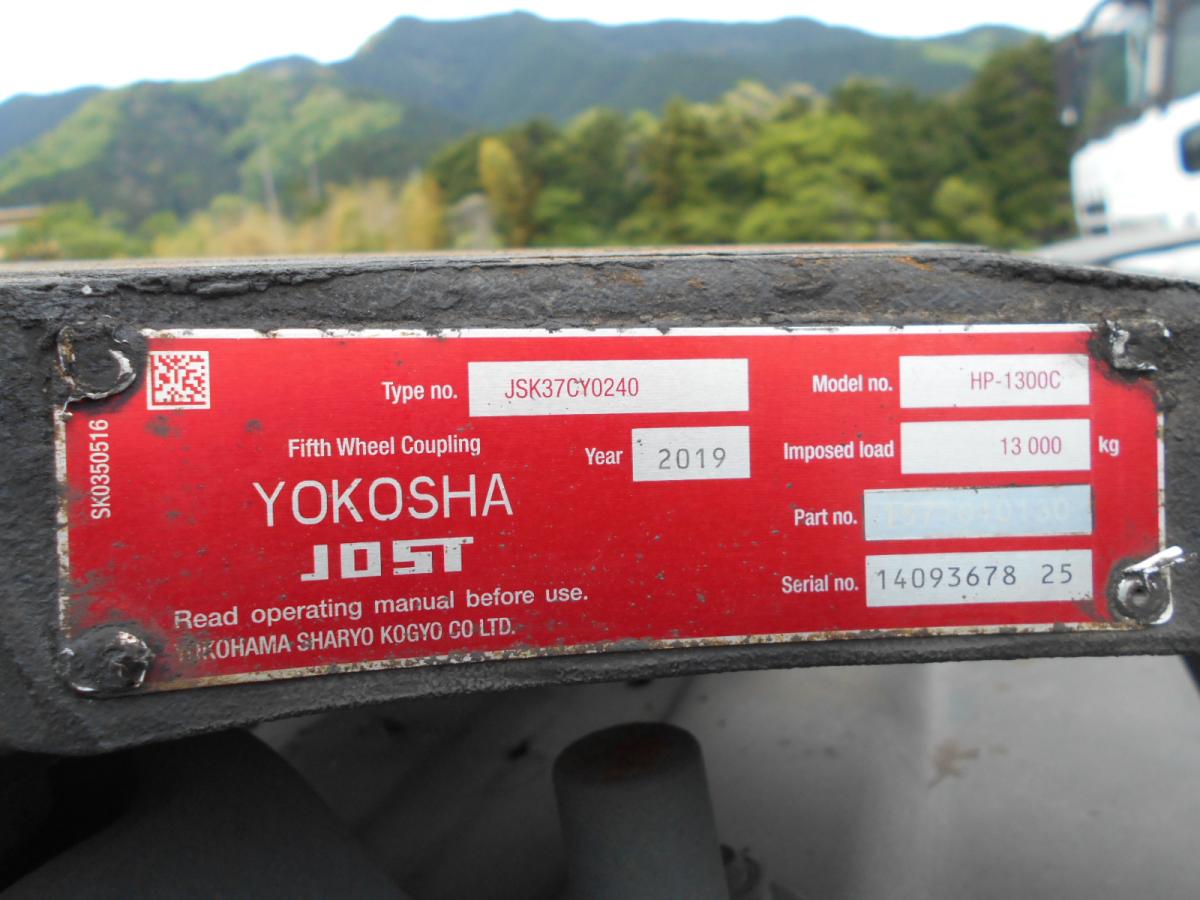 Type no. JSK37CY0240
Model no. HP-1300C
SK0350516
Fifth Wheel Coupling
Year 2019
Imposed load 13 000 kg
YOKOSHA
JOST
Part no.
Serial no. 14093678 25
Read operating manual before use.
YOKOHAMA SHARYO KOGYO CO LTD.